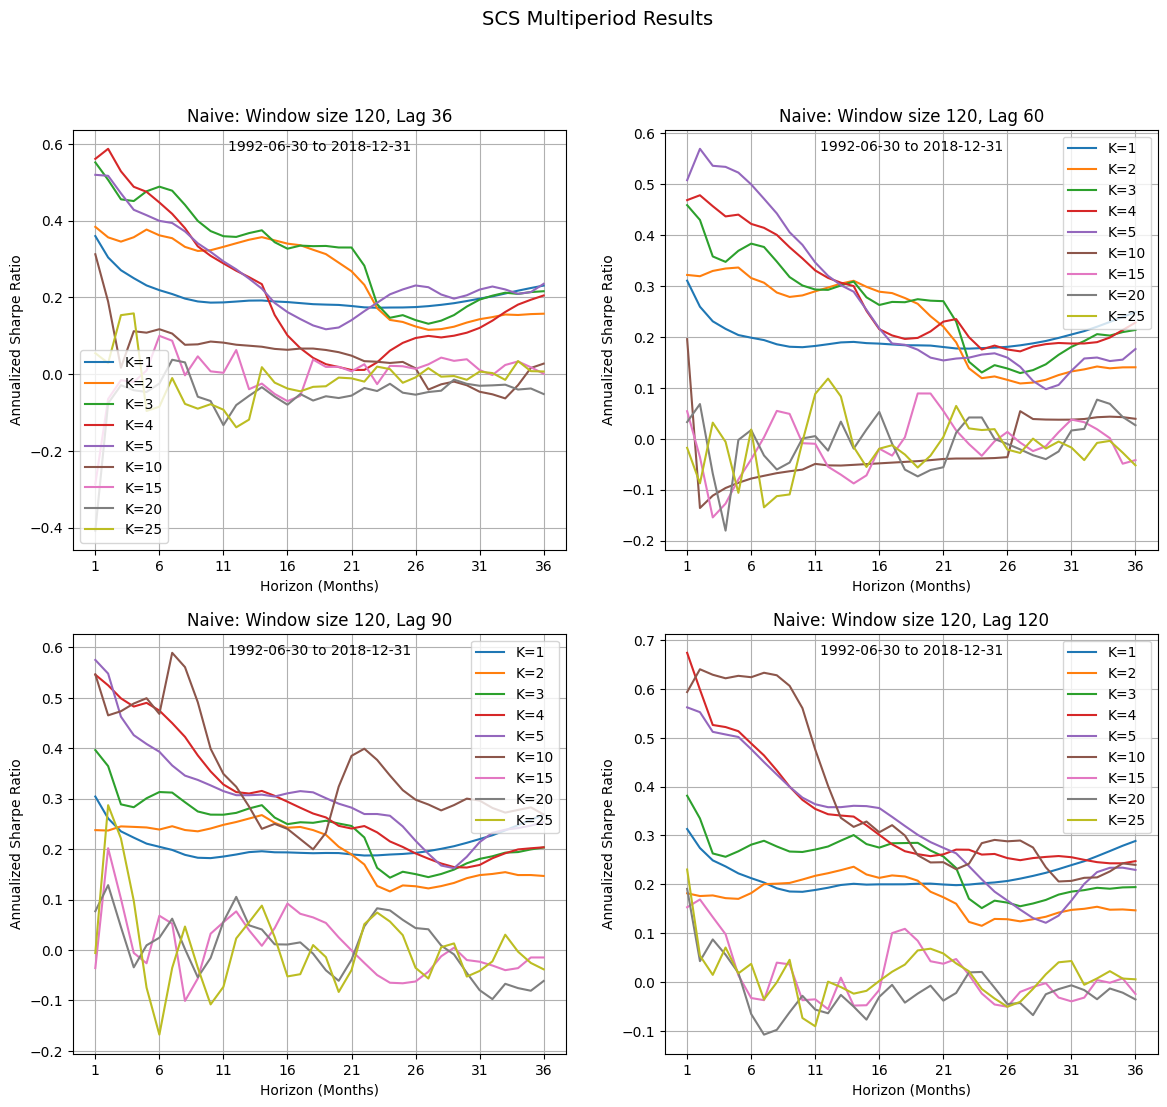 SCS Multiperiod Results
Naive: Window size 120, Lag 36
1992-06-30 to 2018-12-31
Annualized Sharpe Ratio
0.6
0.4
0.2
0.0
−0.2
−0.4
K=1
K=2
K=3
K=4
K=5
K=10
K=15
K=20
K=25
1 6 11 16 21 26 31 36
Horizon (Months)
Naive: Window size 120, Lag 60
1992-06-30 to 2018-12-31
Annualized Sharpe Ratio
0.6
0.5
0.4
0.3
0.2
0.1
0.0
−0.1
−0.2
K=1
K=2
K=3
K=4
K=5
K=10
K=15
K=20
K=25
1 6 11 16 21 26 31 36
Horizon (Months)
Naive: Window size 120, Lag 90
1992-06-30 to 2018-12-31
Annualized Sharpe Ratio
0.6
0.5
0.4
0.3
0.2
0.1
0.0
−0.1
−0.2
K=1
K=2
K=3
K=4
K=5
K=10
K=15
K=20
K=25
1 6 11 16 21 26 31 36
Horizon (Months)
Naive: Window size 120, Lag 120
1992-06-30 to 2018-12-31
Annualized Sharpe Ratio
0.7
0.6
0.5
0.4
0.3
0.2
0.1
0.0
−0.1
K=1
K=2
K=3
K=4
K=5
K=10
K=15
K=20
K=25
1 6 11 16 21 26 31 36
Horizon (Months)